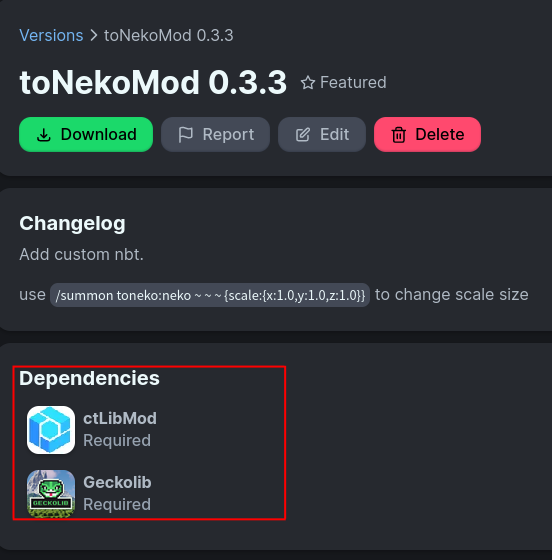 Versions > toNekoMod 0.3.3
toNekoMod 0.3.3 Featured
Download Report Edit Delete
Changelog
Add custom nbt.
use /summon toneko:neko ~ ~ ~ {scale:{x:1.0,y:1.0,z:1.0}} to change scale size
Dependencies
ctLibMod
Required
Geckolib
GECKOLIB
Required